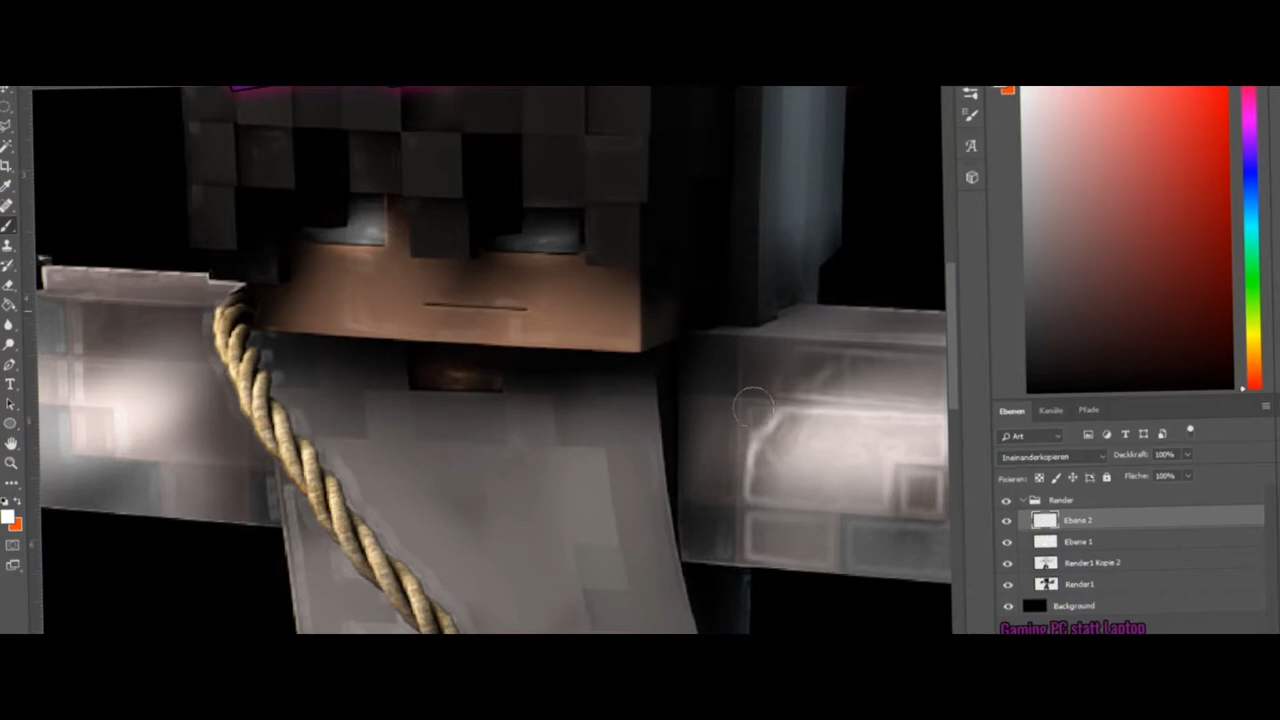 Ebenen Kanäle Pfade
Art
Ineinanderkopieren Deckkraft: 100%
Fixieren: Fläche: 100%
Render
Ebene 2
Ebene 1
Render1 Kopie 2
Render1
Background
Gaming PC statt Laptop